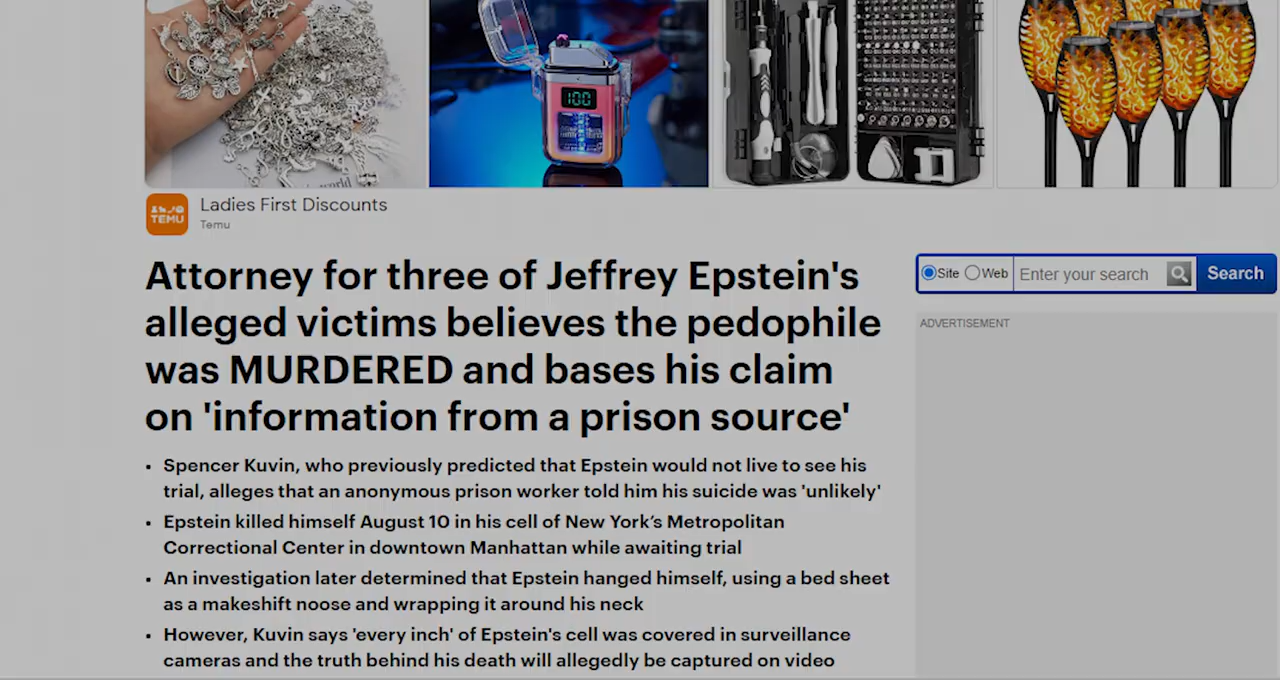 100
TEMU
Ladies First Discounts
Temu
Attorney for three of Jeffrey Epstein's
alleged victims believes the pedophile
was MURDERED and bases his claim
on 'information from a prison source'
Site Web Enter your search Search
ADVERTISEMENT
• Spencer Kuvin, who previously predicted that Epstein would not live to see his
trial, alleges that an anonymous prison worker told him his suicide was 'unlikely'
• Epstein killed himself August 10 in his cell of New York’s Metropolitan
Correctional Center in downtown Manhattan while awaiting trial
• An investigation later determined that Epstein hanged himself, using a bed sheet
as a makeshift noose and wrapping it around his neck
• However, Kuvin says 'every inch' of Epstein's cell was covered in surveillance
cameras and the truth behind his death will allegedly be captured on video